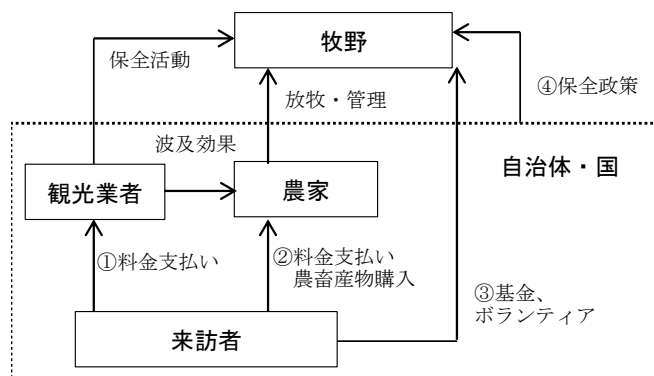 牧野
保全活動
④保全政策
放牧・管理
波及効果
自治体・国
観光業者
農家
①料金支払い
②料金支払い
農畜産物購入
③基金、
ボランティア
来訪者